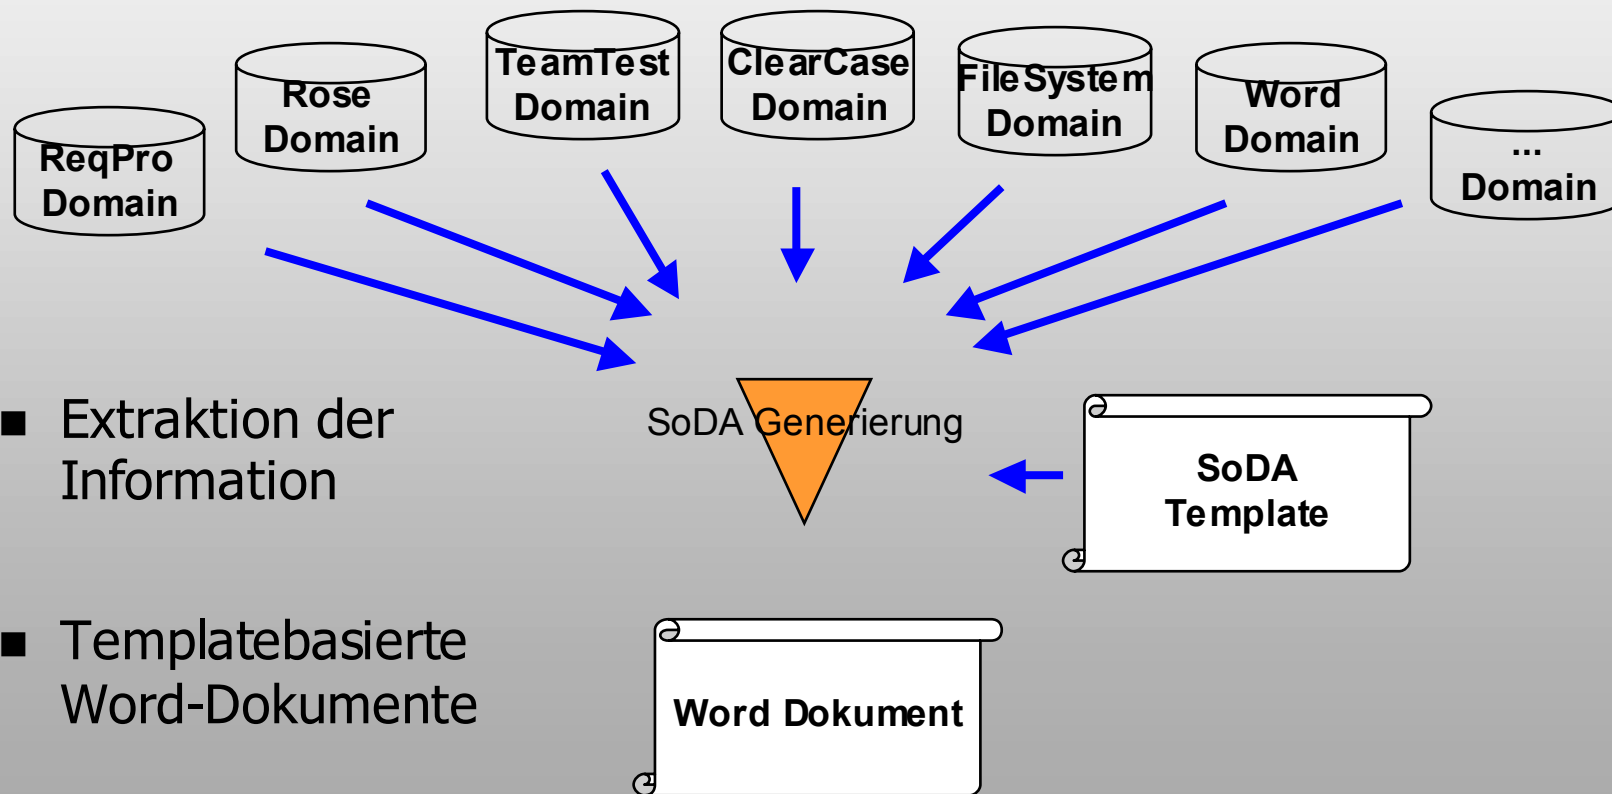 ReqPro
Domain
Rose
Domain
TeamTest
Domain
ClearCase
Domain
FileSystem
Domain
Word
Domain
...
Domain
■ Extraktion der
Information
SoDA Generierung
SoDA
Template
■ Templatebasierte
Word-Dokumente
Word Dokument